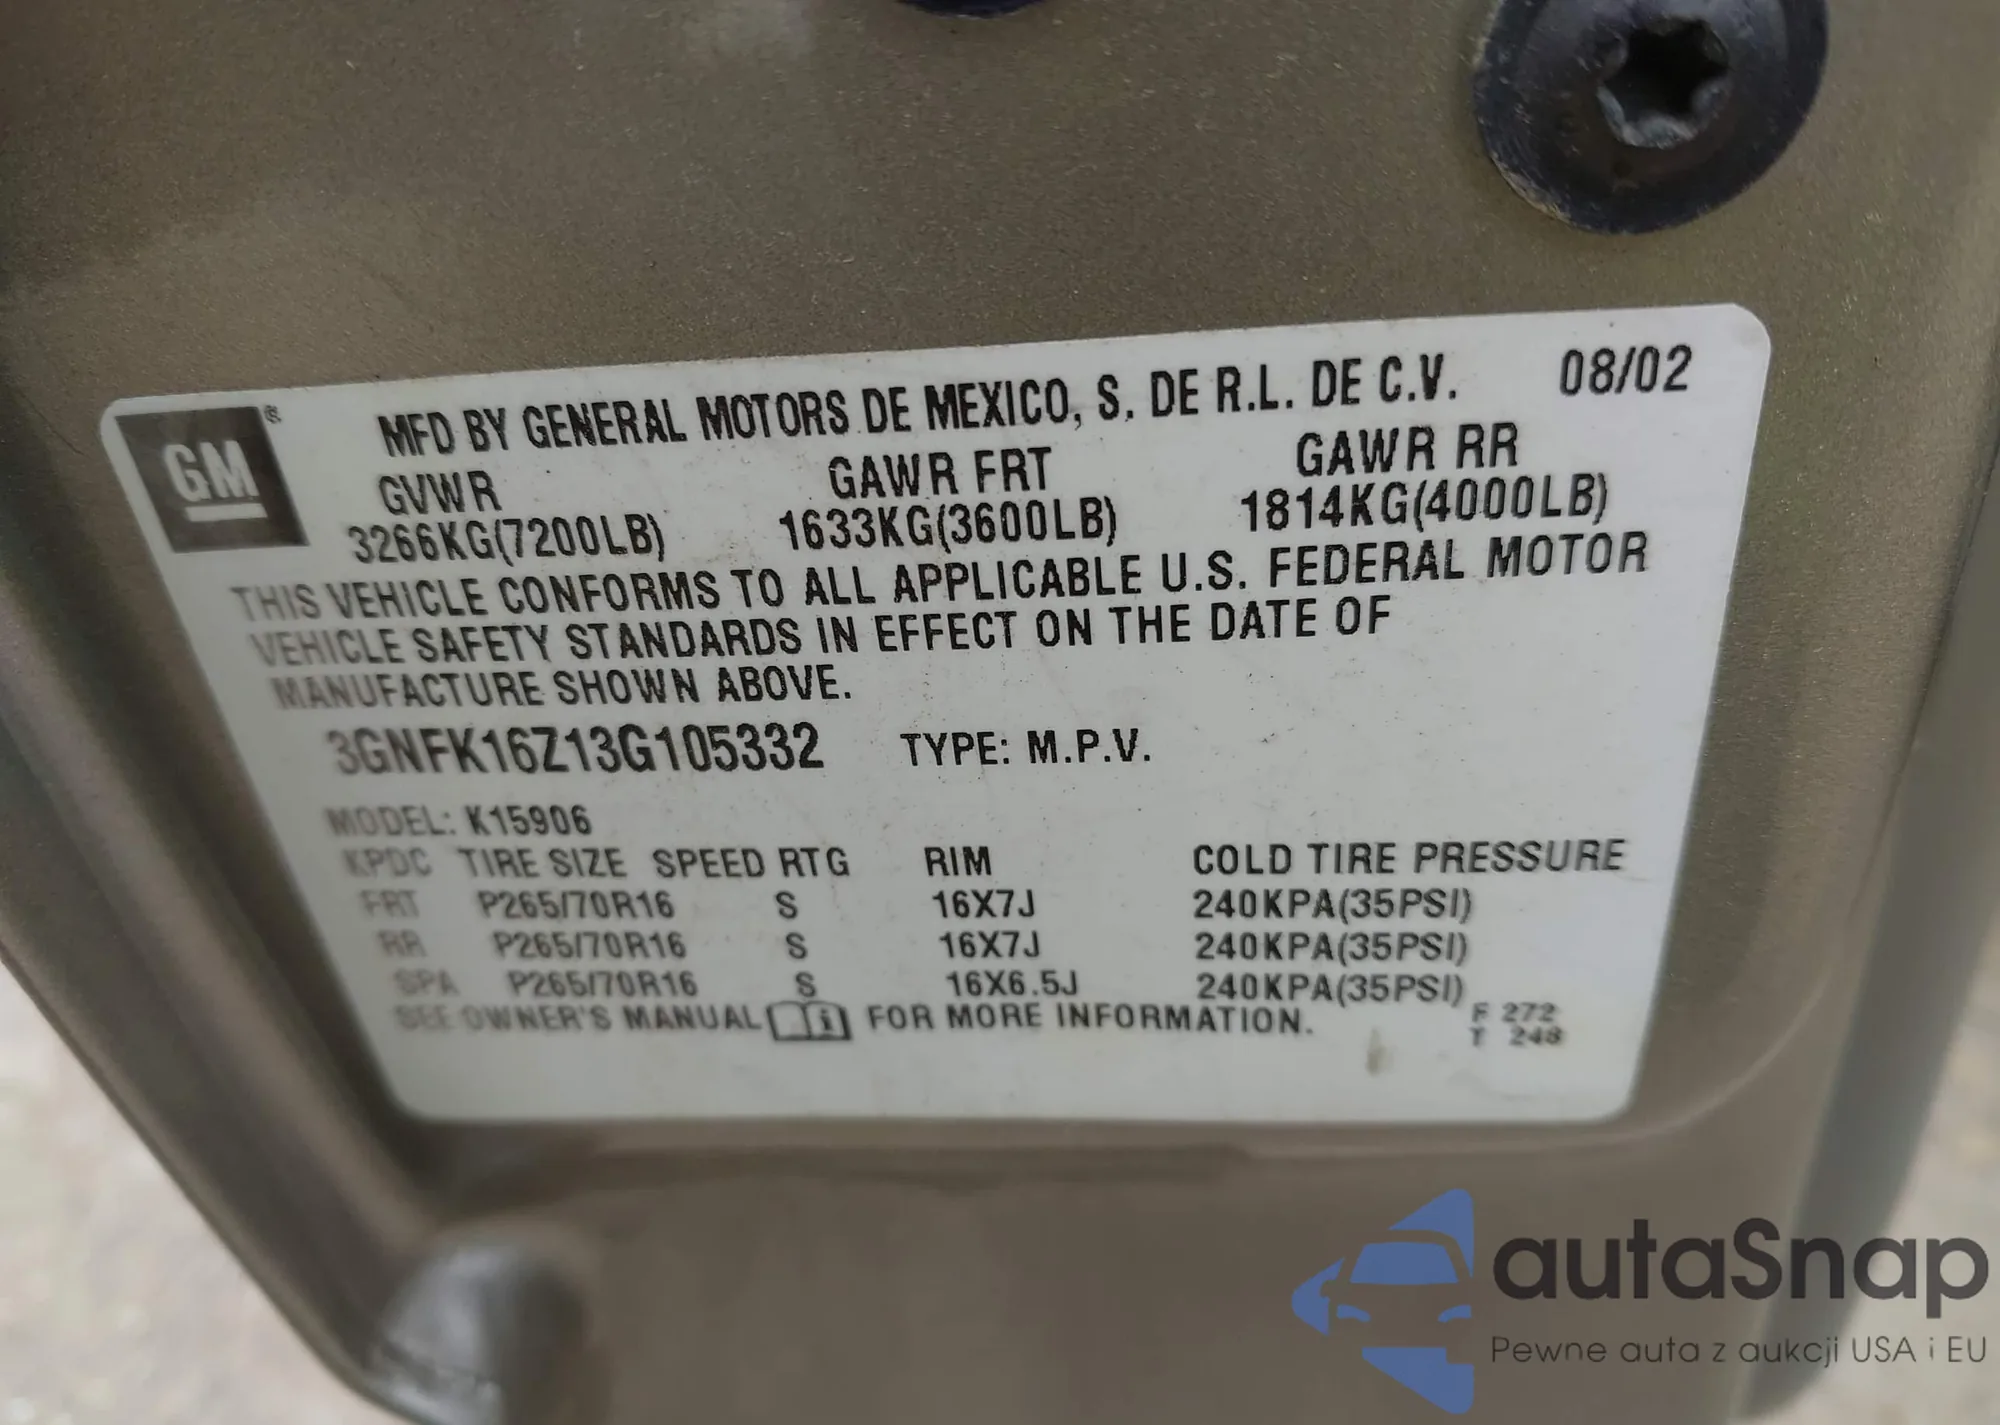 GM ® MFD BY GENERAL MOTORS DE MEXICO, S. DE R.L. DE C.V. 08/02
GVWR GAWR FRT GAWR RR
3266KG(7200LB) 1633KG(3600LB) 1814KG(4000LB)
THIS VEHICLE CONFORMS TO ALL APPLICABLE U.S. FEDERAL MOTOR
VEHICLE SAFETY STANDARDS IN EFFECT ON THE DATE OF
MANUFACTURE SHOWN ABOVE.
3GNFK16Z13G105332 TYPE: M.P.V.
MODEL: K15906
KPDC TIRE SIZE SPEED RTG RIM COLD TIRE PRESSURE
FRT P265/70R16 S 16X7J 240KPA(35PSI)
RR P265/70R16 S 16X7J 240KPA(35PSI)
SPA P265/70R16 S 16X6.5J 240KPA(35PSI)
SEE OWNER'S MANUAL i FOR MORE INFORMATION.
F 272
T 248
autaSnap
Pewne auta z aukcji USA i EU